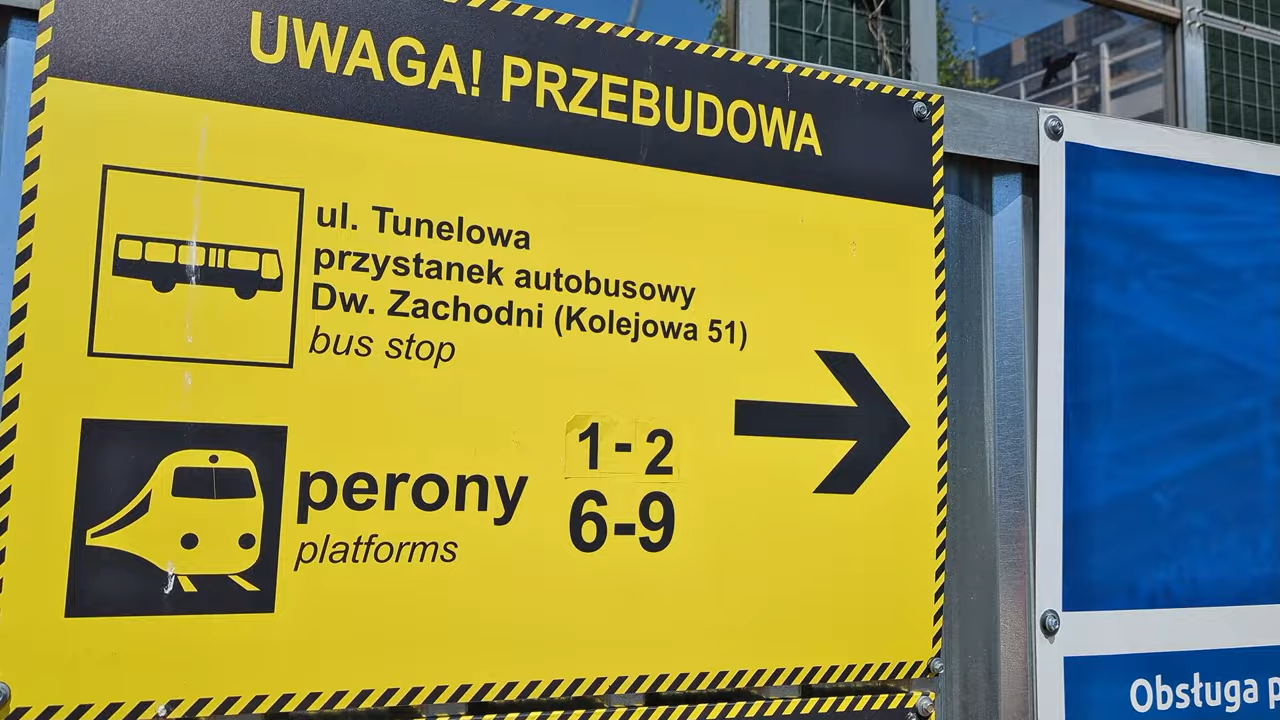 UWAGA! PRZEBUDOWA
ul. Tunelowa
przystanek autobusowy
Dw. Zachodni (Kolejowa 51)
bus stop
perony
platforms
1-2
6-9
Obsługa